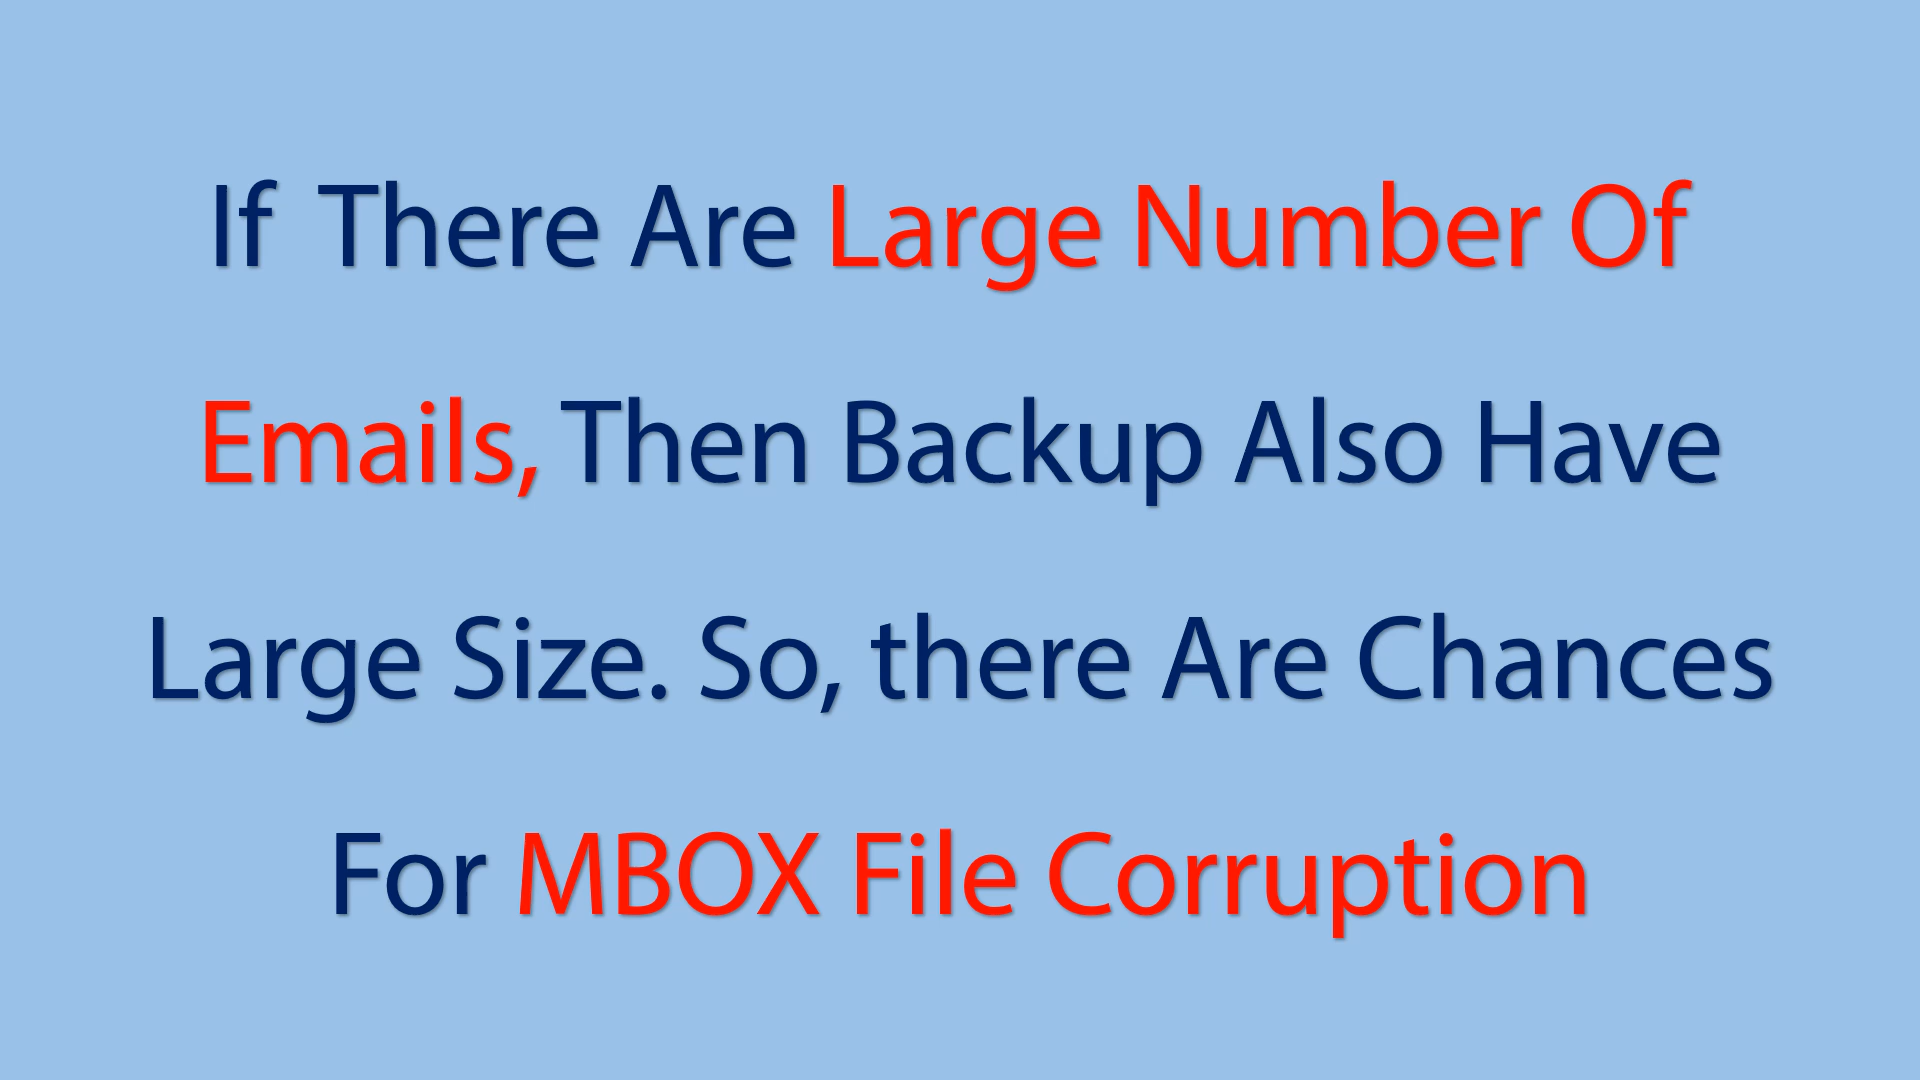 If There Are Large Number Of
Emails, Then Backup Also Have
Large Size. So, there Are Chances
For MBOX File Corruption